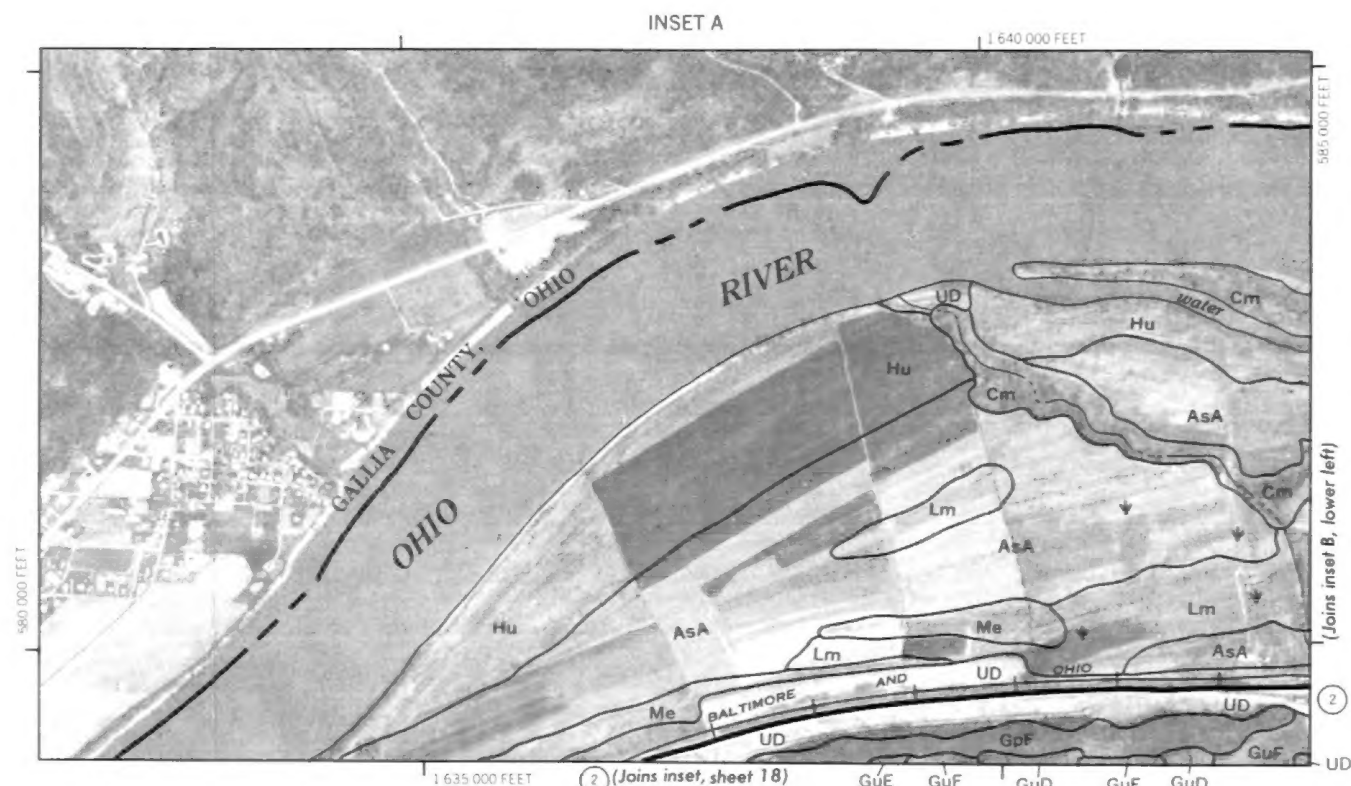 INSET A
1 640 000 FEET
585 000 FEET
RIVER
OHIO
GALLIA COUNTY,
OHIO
UD
Cm
water
Hu
Hu
Cm
AsA
Cm
(Joins inset B, lower left)
Lm
AsA
580 000 FEET
Hu
AsA
Me
Lm
Lm
AsA
BALTIMORE AND OHIO
UD
Me
UD
UD
2
GpF
GuF
UD
1 635 000 FEET
2 (Joins inset, sheet 18)
GuE GuF GuD GuF GuD